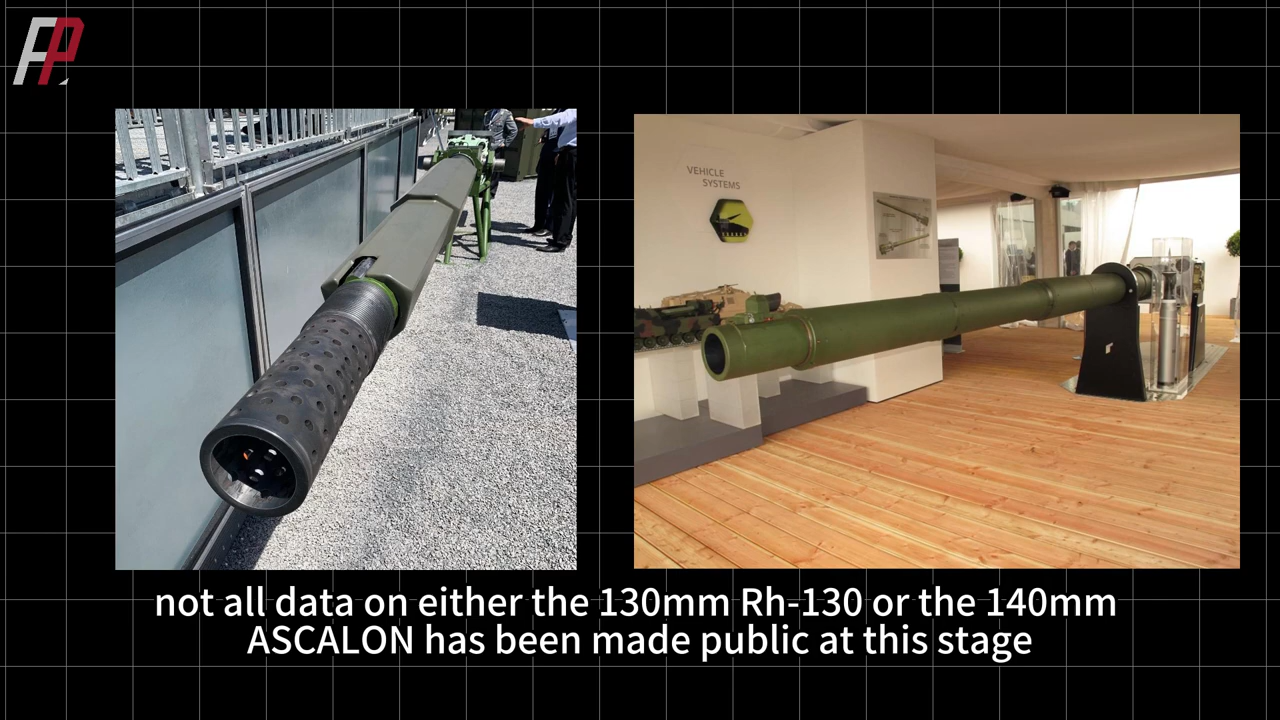 FP
VEHICLE
SYSTEMS
not all data on either the 130mm Rh-130 or the 140mm
ASCALON has been made public at this stage